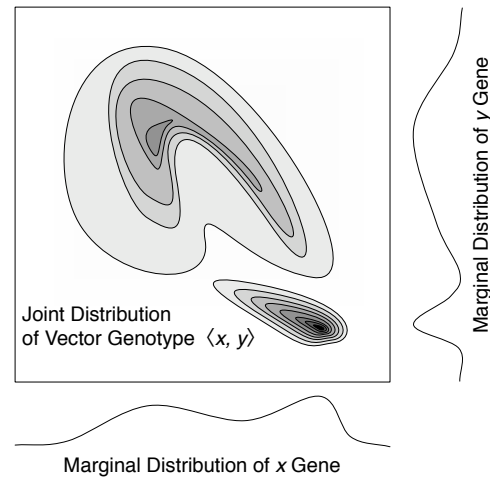 Joint Distribution
of Vector Genotype ⟨x, y⟩
Marginal Distribution of y Gene
Marginal Distribution of x Gene